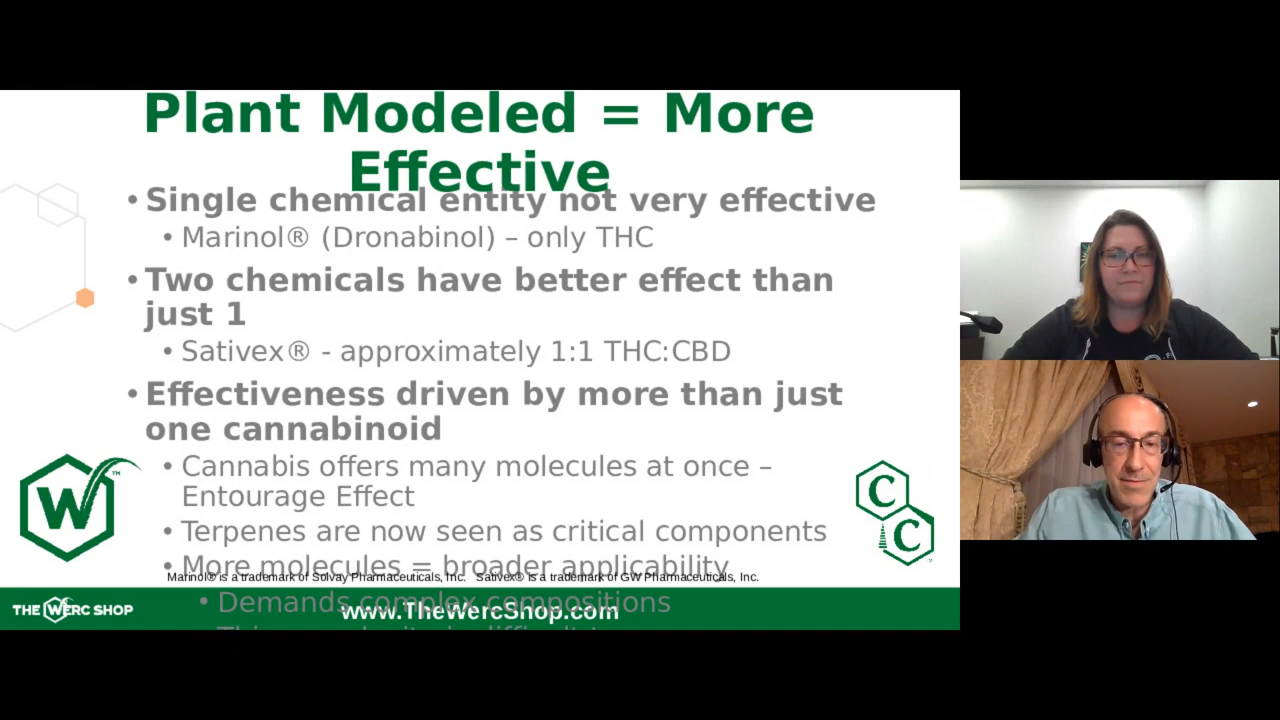 Plant Modeled = More
Effective
• Single chemical entity not very effective
• Marinol® (Dronabinol) – only THC
• Two chemicals have better effect than
just 1
• Sativex® - approximately 1:1 THC:CBD
• Effectiveness driven by more than just
one cannabinoid
• Cannabis offers many molecules at once –
Entourage Effect
• Terpenes are now seen as critical components
• More molecules = broader applicability
Marinol® is a trademark of Solvay Pharmaceuticals, Inc. Sativex® is a trademark of GW Pharmaceuticals, Inc.
• Demands complex compositions
W™
C
C
THE WERC SHOP
www.TheWercShop.com